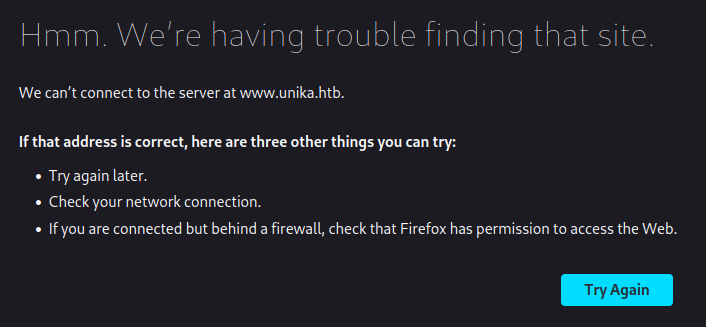 Hmm. We’re having trouble finding that site.
We can’t connect to the server at www.unika.htb.
If that address is correct, here are three other things you can try:
• Try again later.
• Check your network connection.
• If you are connected but behind a firewall, check that Firefox has permission to access the Web.
Try Again